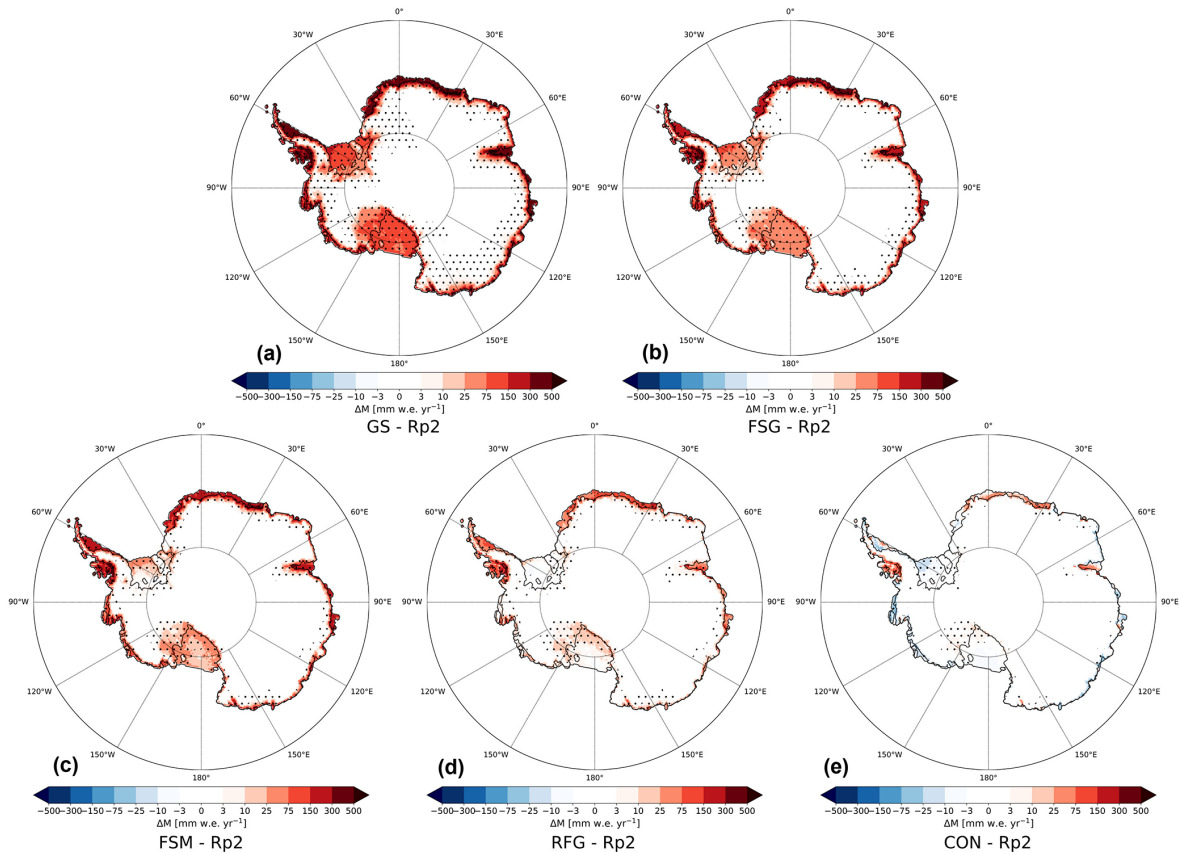 0°
30°W 30°E
60°W 60°E
90°W 90°E
120°W 120°E
150°W 150°E
180°
(a)
−500−300−150 −75 −25 −10 −3 0 3 10 25 75 150 300 500
ΔM [mm w.e. yr⁻¹]
GS - Rp2
0°
30°W 30°E
60°W 60°E
90°W 90°E
120°W 120°E
150°W 150°E
180°
(b)
−500−300−150 −75 −25 −10 −3 0 3 10 25 75 150 300 500
ΔM [mm w.e. yr⁻¹]
FSG - Rp2
0°
30°W 30°E
60°W 60°E
90°W 90°E
120°W 120°E
150°W 150°E
180°
(c)
−500−300−150 −75 −25 −10 −3 0 3 10 25 75 150 300 500
ΔM [mm w.e. yr⁻¹]
FSM - Rp2
0°
30°W 30°E
60°W 60°E
90°W 90°E
120°W 120°E
150°W 150°E
180°
(d)
−500−300−150 −75 −25 −10 −3 0 3 10 25 75 150 300 500
ΔM [mm w.e. yr⁻¹]
RFG - Rp2
0°
30°W 30°E
60°W 60°E
90°W 90°E
120°W 120°E
150°W 150°E
180°
(e)
−500−300−150 −75 −25 −10 −3 0 3 10 25 75 150 300 500
ΔM [mm w.e. yr⁻¹]
CON - Rp2